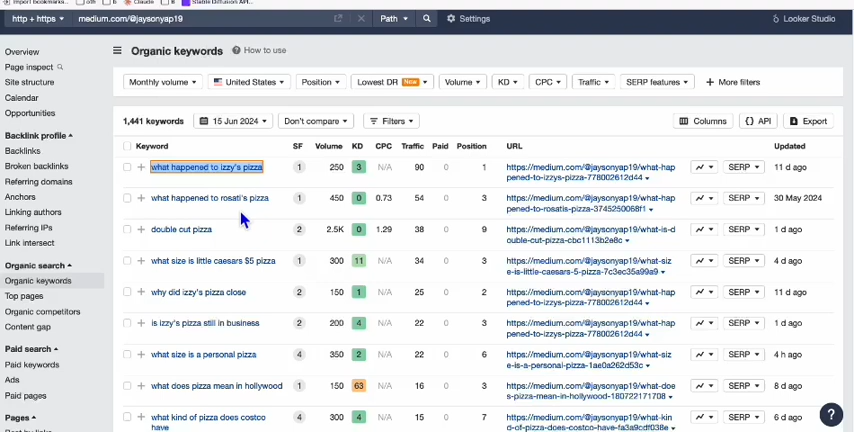 Import bookmarks...
oth
b
Claude
Stable Diffusion API...
http + https
medium.com/@jaysonyap19
Path
Settings
Looker Studio
Overview
Page inspect
Site structure
Calendar
Opportunities
Backlink profile
Backlinks
Broken backlinks
Referring domains
Anchors
Linking authors
Referring IPs
Link intersect
Organic search
Organic keywords
Top pages
Organic competitors
Content gap
Paid search
Paid keywords
Ads
Paid pages
Pages
Best by links
Organic keywords
How to use
Monthly volume
United States
Position
Lowest DR New
Volume
KD
CPC
Traffic
SERP features
+ More filters
1,441 keywords
15 Jun 2024
Don't compare
Filters
Columns
{} API
Export
Keyword SF Volume KD CPC Traffic Paid Position URL Updated
+ what happened to izzy's pizza 1 250 3 N/A 90 0 1 https://medium.com/@jaysonyap19/what-hap SERP 11 d ago
pened-to-izzys-pizza-778002612d44
+ what happened to rosati's pizza 1 450 0 0.73 54 0 3 https://medium.com/@jaysonyap19/what-hap SERP 30 May 2024
pened-to-rosatis-pizza-3745250068f1
+ double cut pizza 2 2.5K 0 1.29 38 0 9 https://medium.com/@jaysonyap19/what-is-d SERP 1 d ago
ouble-cut-pizza-cbc1113b2e8c
+ what size is little caesars $5 pizza 1 300 11 N/A 34 0 3 https://medium.com/@jaysonyap19/what-siz SERP 4 d ago
e-is-little-caesars-5-pizza-7c3ec35a99a9
+ why did izzy's pizza close 2 150 1 N/A 25 0 2 https://medium.com/@jaysonyap19/what-hap SERP 11 d ago
pened-to-izzys-pizza-778002612d44
+ is izzy's pizza still in business 2 200 4 N/A 22 0 3 https://medium.com/@jaysonyap19/what-hap SERP 1 d ago
pened-to-izzys-pizza-778002612d44
+ what size is a personal pizza 4 350 2 N/A 22 0 6 https://medium.com/@jaysonyap19/what-siz SERP 4 h ago
e-is-a-personal-pizza-1ae0a262d53c
+ what does pizza mean in hollywood 1 150 63 N/A 16 0 3 https://medium.com/@jaysonyap19/what-doe SERP 8 d ago
s-pizza-mean-in-hollywood-180722171708
+ what kind of pizza does costco 4 300 4 N/A 15 0 7 https://medium.com/@jaysonyap19/what-kin SERP 6 d ago
have d-of-pizza-does-costco-have-fa3a9cdf038e
?